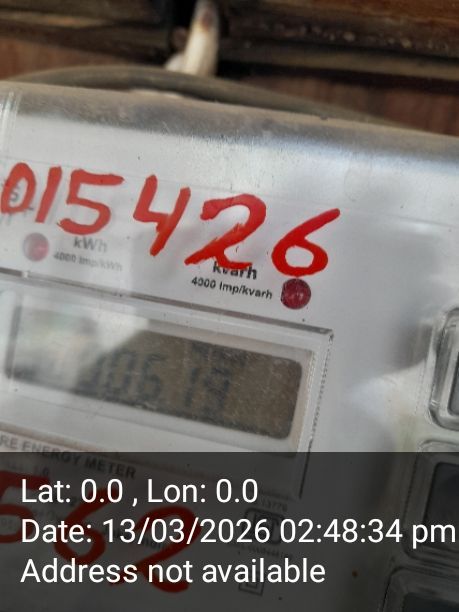 015426
kWh
4000 Imp/kWh
kvarh
4000 Imp/kvarh
RE ENERGY METER
Lat: 0.0 , Lon: 0.0
Date: 13/03/2026 02:48:34 pm
Address not available